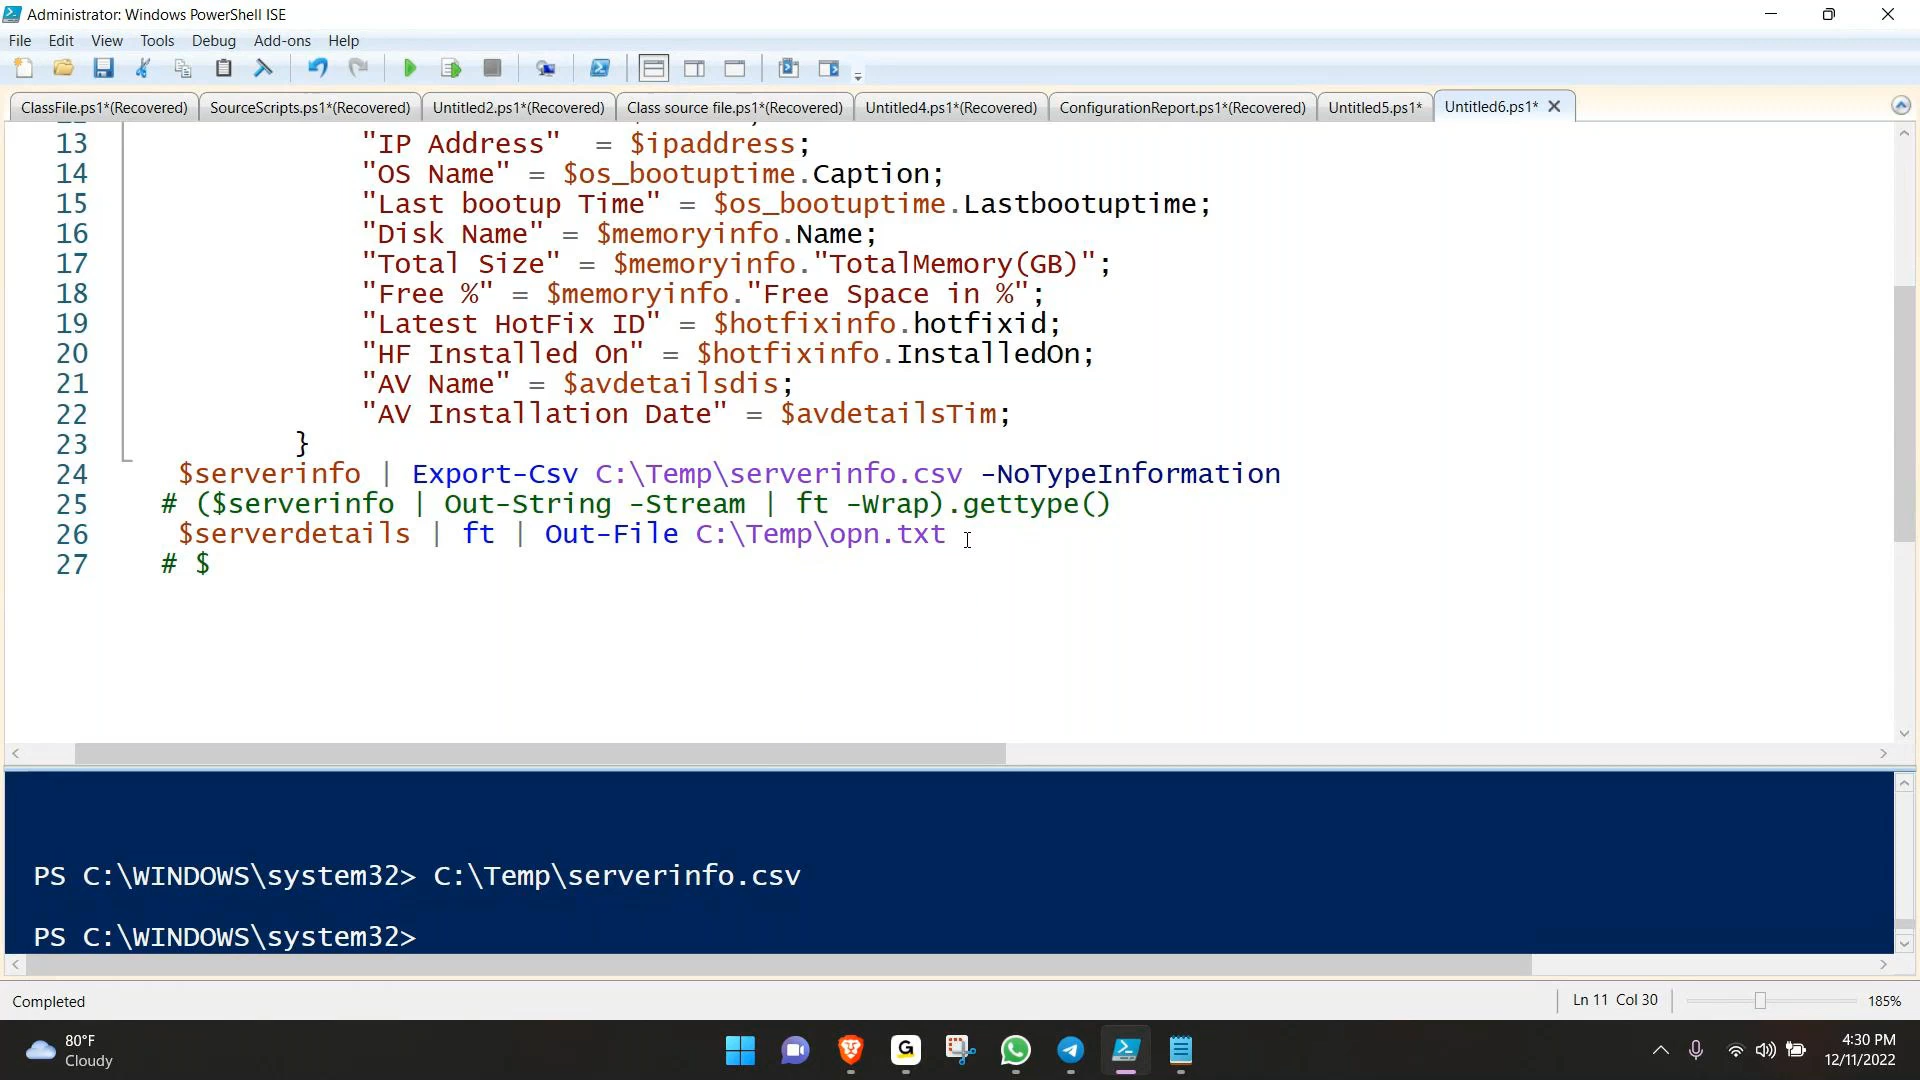 Administrator: Windows PowerShell ISE
File Edit View Tools Debug Add-ons Help
ClassFile.ps1*(Recovered) SourceScripts.ps1*(Recovered) Untitled2.ps1*(Recovered) Class source file.ps1*(Recovered) Untitled4.ps1*(Recovered) ConfigurationReport.ps1*(Recovered) Untitled5.ps1* Untitled6.ps1*
13 "IP Address" = $ipaddress;
14 "OS Name" = $os_bootuptime.Caption;
15 "Last bootup Time" = $os_bootuptime.Lastbootuptime;
16 "Disk Name" = $memoryinfo.Name;
17 "Total Size" = $memoryinfo."TotalMemory(GB)";
18 "Free %" = $memoryinfo."Free Space in %";
19 "Latest HotFix ID" = $hotfixinfo.hotfixid;
20 "HF Installed On" = $hotfixinfo.InstalledOn;
21 "AV Name" = $avdetailsdis;
22 "AV Installation Date" = $avdetailsTim;
23 }
24 $serverinfo | Export-Csv C:\Temp\serverinfo.csv -NoTypeInformation
25 # ($serverinfo | Out-String -Stream | ft -Wrap).gettype()
26 $serverdetails | ft | Out-File C:\Temp\opn.txt
27 # $
PS C:\WINDOWS\system32> C:\Temp\serverinfo.csv
PS C:\WINDOWS\system32>
Completed Ln 11 Col 30 185%
80°F
Cloudy
4:30 PM
12/11/2022